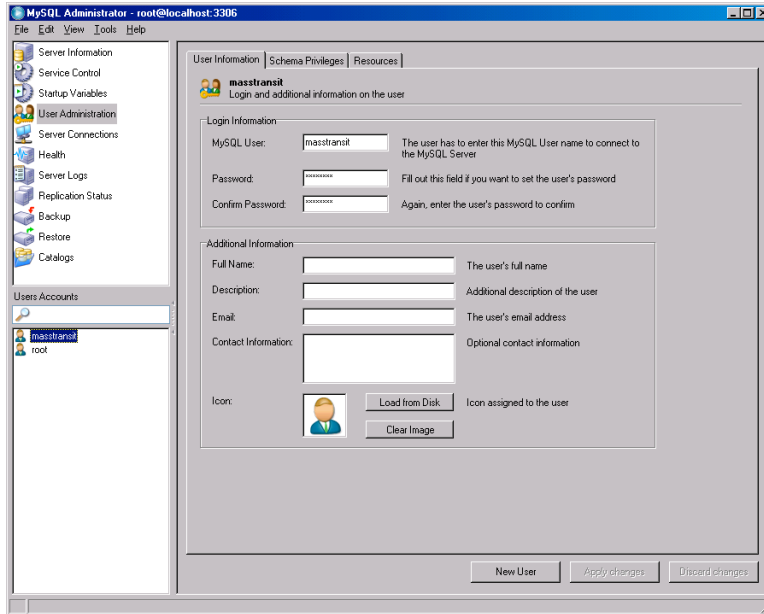 MySQL Administrator - root@localhost:3306
File Edit View Tools Help
Server Information
Service Control
Startup Variables
User Administration
Server Connections
Health
Server Logs
Replication Status
Backup
Restore
Catalogs
Users Accounts
masstransit
root
User Information Schema Privileges Resources
masstransit
Login and additional information on the user
Login Information
MySQL User: masstransit The user has to enter this MySQL User name to connect to
the MySQL Server
Password: xxxxxxxx Fill out this field if you want to set the user's password
Confirm Password: xxxxxxxx Again, enter the user's password to confirm
Additional Information
Full Name: The user's full name
Description: Additional description of the user
Email: The user's email address
Contact Information: Optional contact information
Icon: Load from Disk Icon assigned to the user
Clear Image
New User Apply changes Discard changes